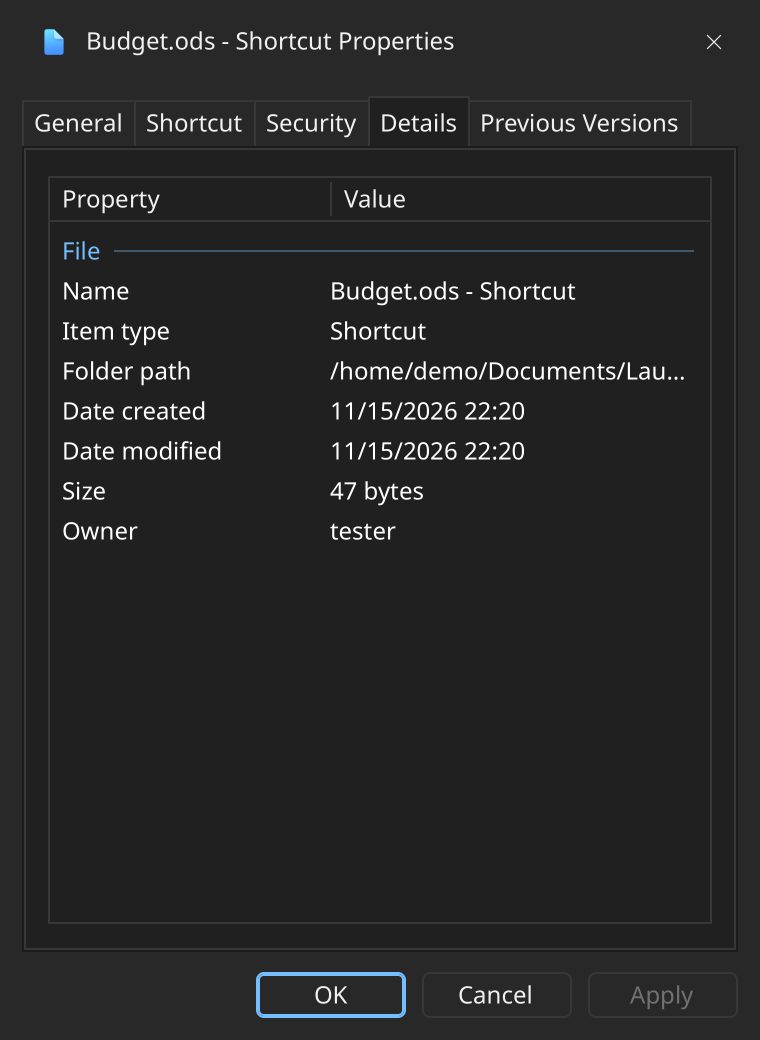 Budget.ods - Shortcut Properties
General Shortcut Security Details Previous Versions
Property Value
File
Name Budget.ods - Shortcut
Item type Shortcut
Folder path /home/demo/Documents/Lau...
Date created 11/15/2026 22:20
Date modified 11/15/2026 22:20
Size 47 bytes
Owner tester
OK Cancel Apply